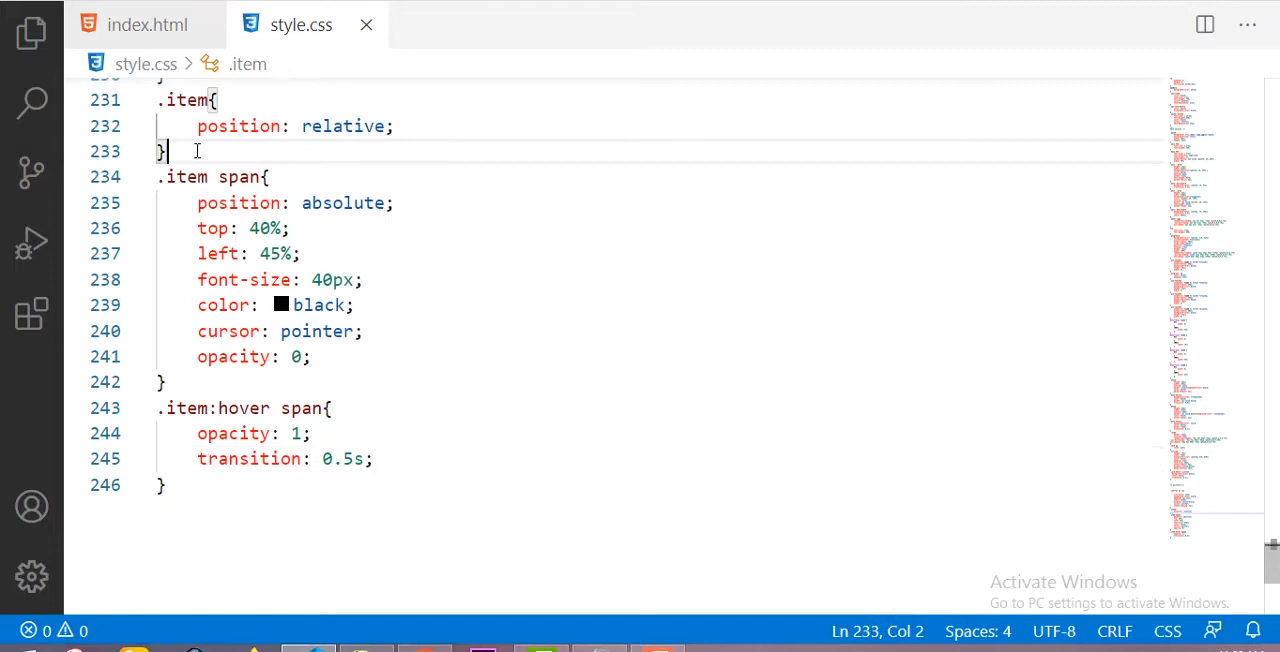 index.html
style.css
style.css > .item
231 .item{
232 position: relative;
233 }
234 .item span{
235 position: absolute;
236 top: 40%;
237 left: 45%;
238 font-size: 40px;
239 color: black;
240 cursor: pointer;
241 opacity: 0;
242 }
243 .item:hover span{
244 opacity: 1;
245 transition: 0.5s;
246 }
Activate Windows
Go to PC settings to activate Windows.
0 0 Ln 233, Col 2 Spaces: 4 UTF-8 CRLF CSS